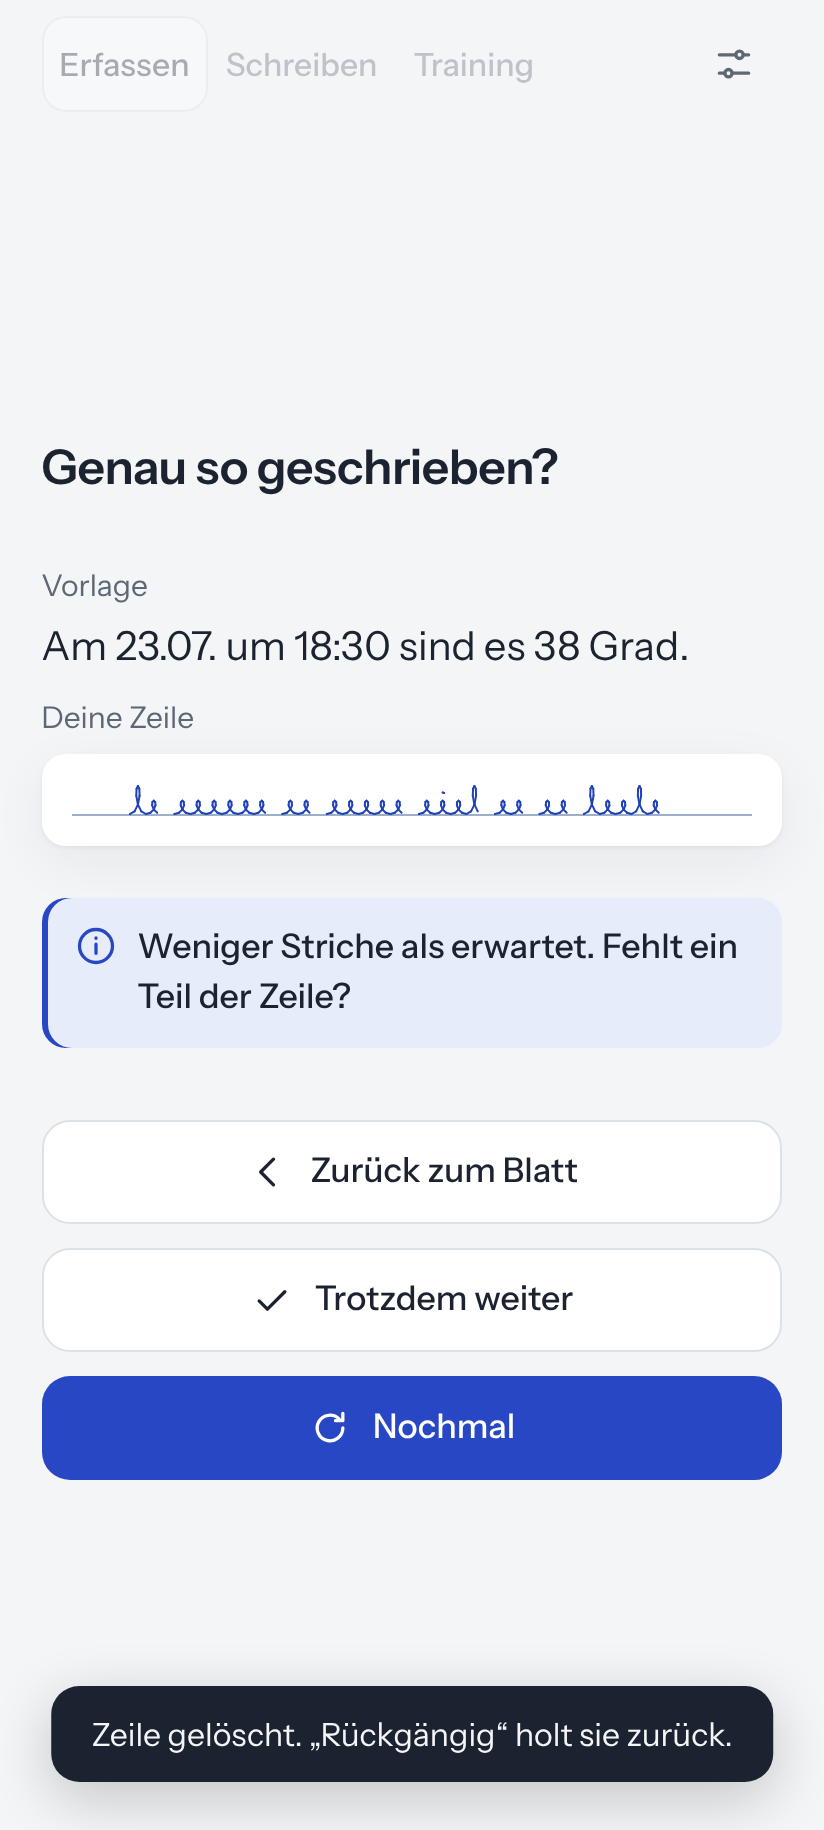 Erfassen Schreiben Training
Genau so geschrieben?
Vorlage
Am 23.07. um 18:30 sind es 38 Grad.
Deine Zeile
Weniger Striche als erwartet. Fehlt ein
Teil der Zeile?
Zurück zum Blatt
Trotzdem weiter
Nochmal
Zeile gelöscht. „Rückgängig“ holt sie zurück.